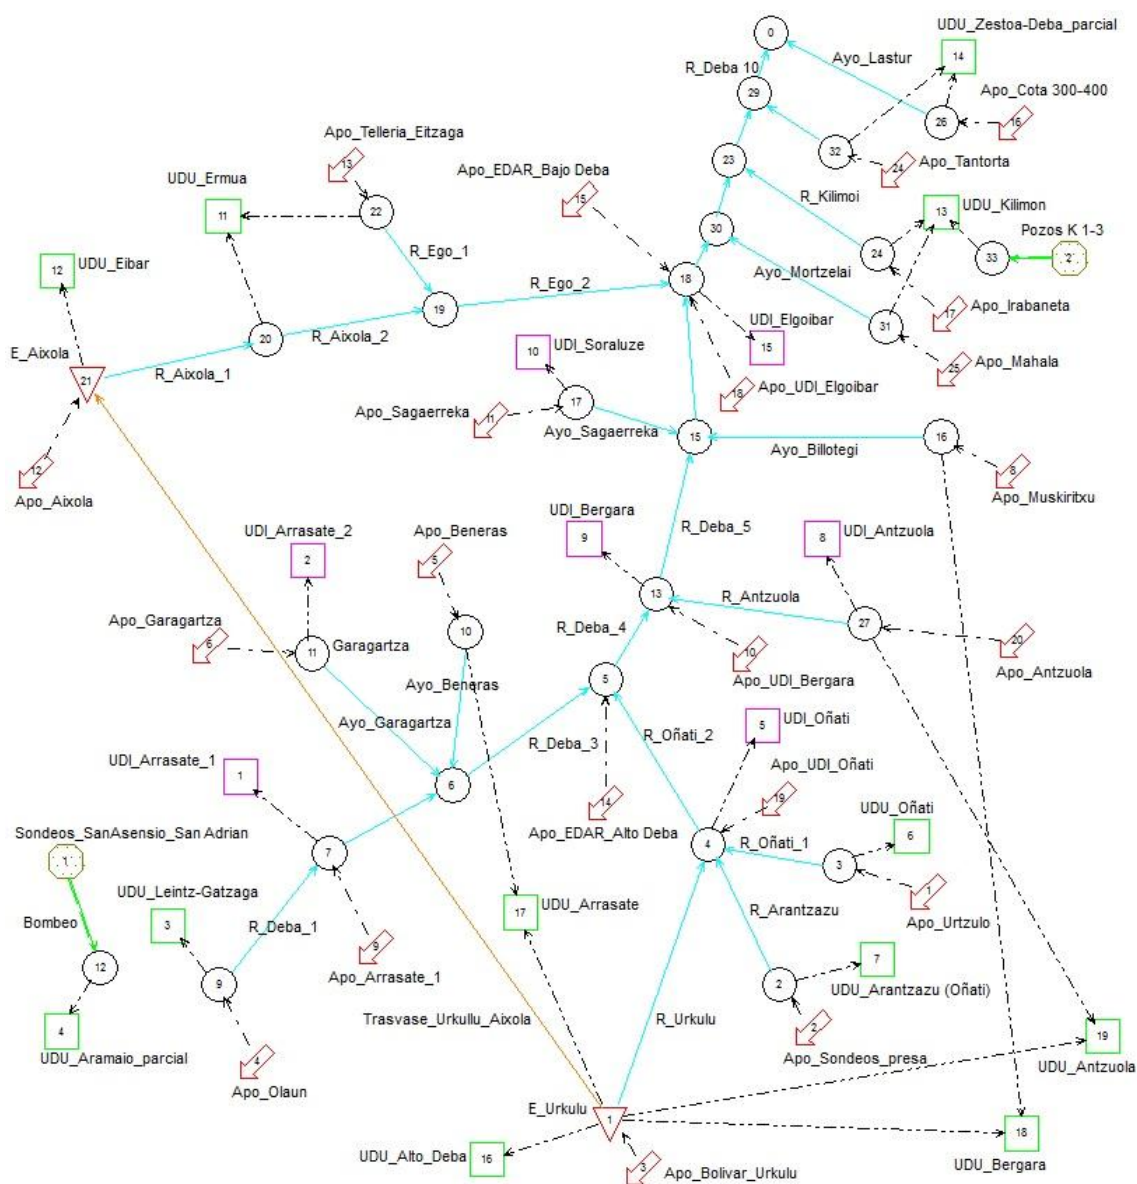 0
UDU_Zestoa-Deba_parcial
14
Ayo_Lastur
R_Deba 10
29
Apo_Cota 300-400
16
26
32
Apo_Telleria_Eitzaga
13
24
Apo_Tantorta
23
Apo_EDAR_Bajo Deba
15
UDU_Ermua
11
22
R_Kilimoi
13
UDU_Kilimon
30
Pozos K 1-3
24
33
2
R_Ego_1
Ayo_Mortzelai
UDU_Eibar
12
18
R_Ego_2
Apo_Irabaneta
17
19
31
UDI_Elgoibar
15
20
R_Aixola_2
E_Aixola
21
R_Aixola_1
10
UDI_Soraluze
Apo_Mahala
25
Apo_UDI_Elgoibar
18
17
Apo_Sagaerreka
11
Ayo_Sagaerreka
15
16
Ayo_Billotegi
12
Apo_Aixola
8
Apo_Muskiritxu
UDI_Bergara
9
UDI_Antzuola
8
R_Deba_5
UDI_Arrasate_2
2
Apo_Beneras
5
13
R_Antzuola
27
Apo_Garagartza
6
11
Garagartza
10
R_Deba_4
20
Apo_Antzuola
10
Apo_UDI_Bergara
5
Ayo_Beneras
Ayo_Garagartza
R_Deba_3
R_Oñati_2
UDI_Oñati
5
UDI_Arrasate_1
1
6
Apo_UDI_Oñati
19
14
Apo_EDAR_Alto Deba
UDU_Oñati
6
Sondeos_SanAsensio_San Adrian
1
7
4
R_Oñati_1
3
1
Apo_Urtzulo
UDU_Leintz-Gatzaga
3
Bombeo
R_Deba_1
17
UDU_Arrasate
R_Arantzazu
9
Apo_Arrasate_1
12
9
2
7
UDU_Arantzazu (Oñati)
Trasvase_Urkullu_Aixola
R_Urkulu
4
UDU_Aramaio_parcial
2
Apo_Sondeos_presa
19
UDU_Antzuola
4
Apo_Olaun
E_Urkulu
1
18
UDU_Bergara
UDU_Alto_Deba
16
3
Apo_Bolivar_Urkulu